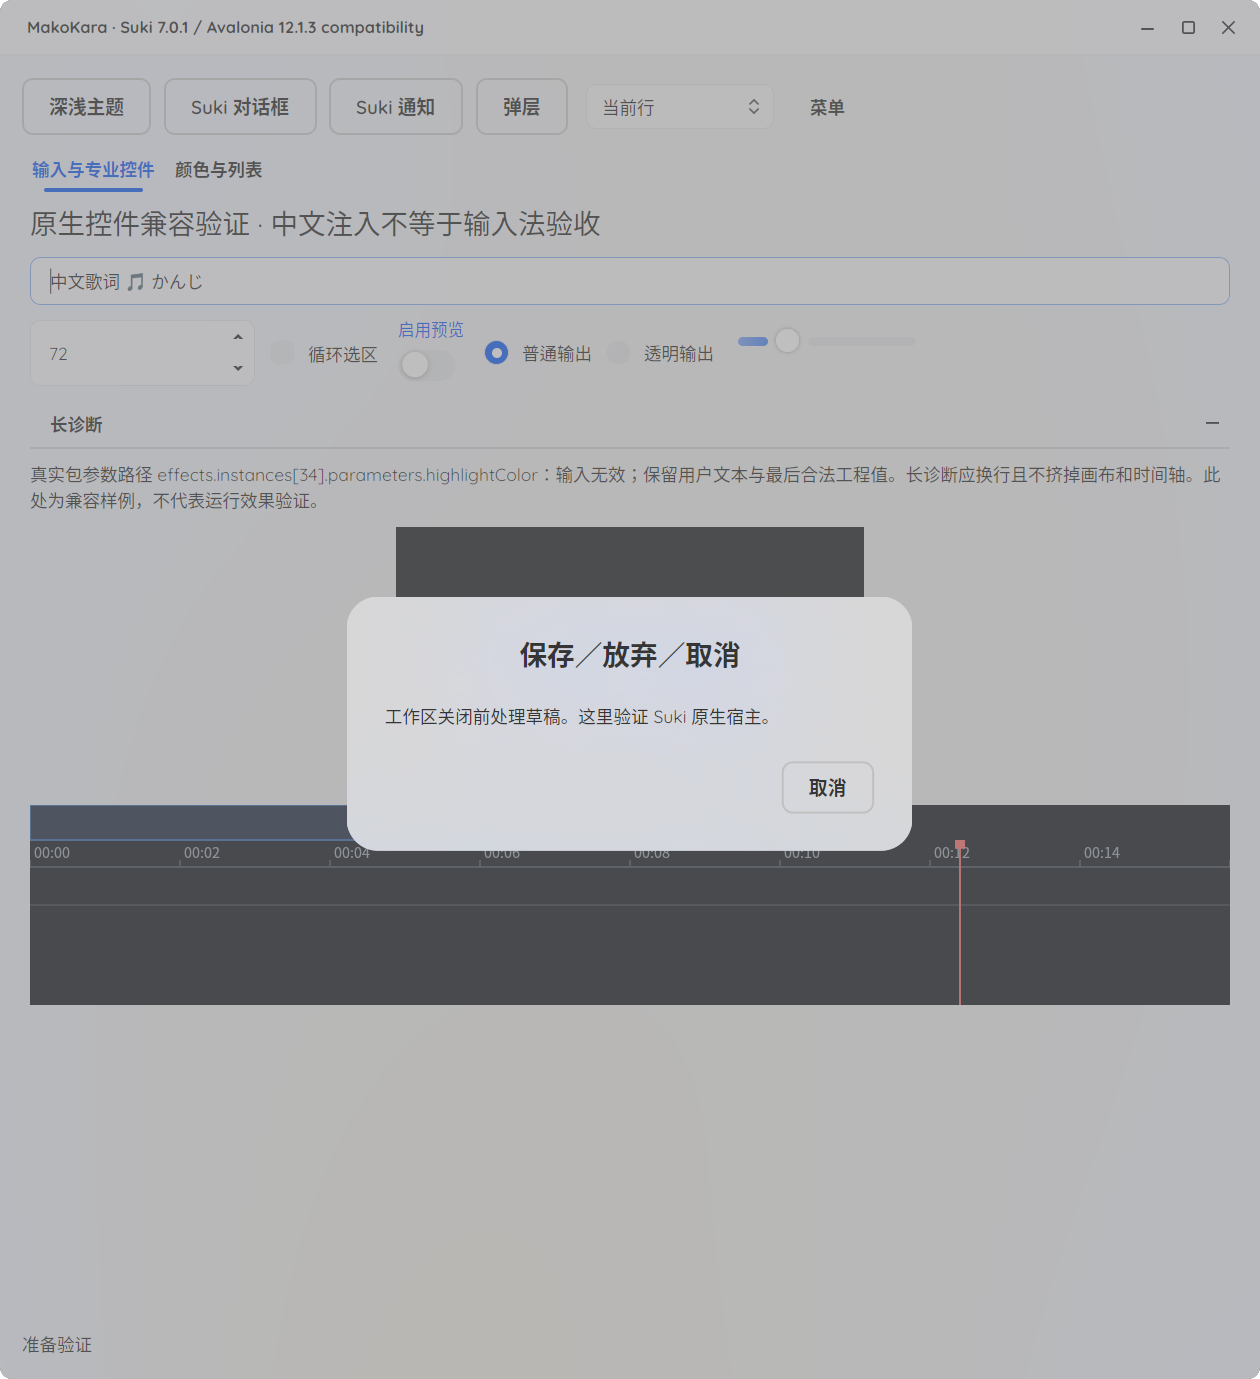 MakoKara · Suki 7.0.1 / Avalonia 12.1.3 compatibility
深浅主题 Suki 对话框 Suki 通知 弹层 当前行 菜单
输入与专业控件 颜色与列表
原生控件兼容验证 · 中文注入不等于输入法验收
中文歌词 🎵 かんじ
启用预览
72 循环选区 普通输出 透明输出
长诊断
真实包参数路径 effects.instances[34].parameters.highlightColor：输入无效；保留用户文本与最后合法工程值。长诊断应换行且不挤掉画布和时间轴。此
处为兼容样例，不代表运行效果验证。
保存／放弃／取消
工作区关闭前处理草稿。这里验证 Suki 原生宿主。
取消
00:00 00:02 00:04 00:06 00:08 00:10 00:12 00:14
准备验证